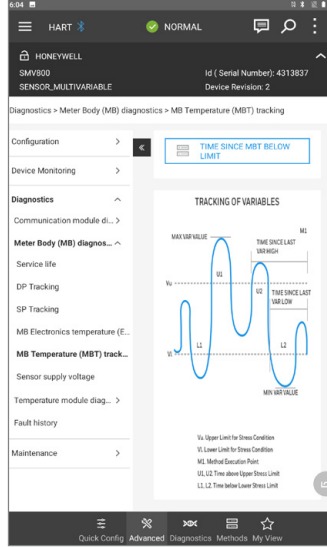 6:04
HART
NORMAL
HONEYWELL
SMV800
Id ( Serial Number): 4313837
SENSOR_MULTIVARIABLE
Device Revision: 2
Diagnostics > Meter Body (MB) diagnostics > MB Temperature (MBT) tracking
Configuration
Device Monitoring
Diagnostics
Communication module di...
Meter Body (MB) diagnos...
Service life
DP Tracking
SP Tracking
MB Electronics temperature (E...
MB Temperature (MBT) track...
Sensor supply voltage
Temperature module diag...
Fault history
Maintenance
TIME SINCE MBT BELOW
LIMIT
TRACKING OF VARIABLES
M1
MAX VAR VALUE
TIME SINCE LAST
VAR HIGH
U1
Vu
U2
TIME SINCE LAST
VAR LOW
L1
L2
Vl
MIN VAR VALUE
Vu. Upper Limit for Stress Condition
Vl. Lower Limit for Stress Condition
M1. Method Execution Point
U1, U2. Time above Upper Stress Limit
L1, L2. Time below Lower Stress Limit
Quick Config
Advanced
Diagnostics
Methods
My View